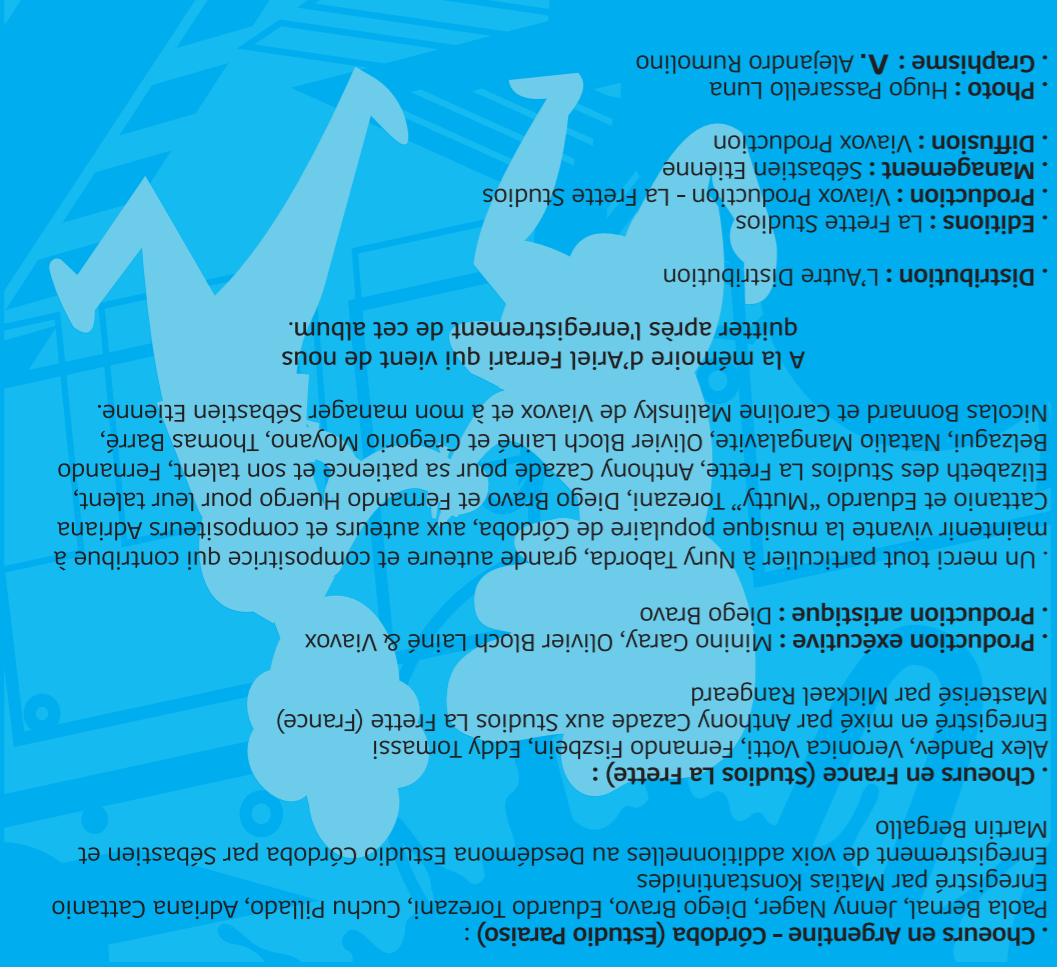 · Choeurs en Argentine - Córdoba (Estudio Paraiso) :
Paola Bernal, Jenny Nager, Diego Bravo, Eduardo Torezani, Cuchu Pillado, Adriana Cattanio
Enregistré par Matias Konstantinides
Enregistrement de voix additionnelles au Desdémona Estudio Córdoba par Sébastien et
Martin Bergallo
· Choeurs en France (Studios La Frette) :
Alex Pandev, Veronica Votti, Fernando Fiszbein, Eddy Tomassi
Enregistré en mixé par Anthony Cazade aux Studios La Frette (France)
Masterisé par Mickael Rangeard
· Production exécutive : Minino Garay, Olivier Bloch Lainé & Viavox
· Production artistique : Diego Bravo
· Un merci tout particulier à Nury Taborda, grande auteure et compositrice qui contribue à
maintenir vivante la musique populaire de Córdoba, aux auteurs et compositeurs Adriana
Cattanio et Eduardo “Mutty” Torezani, Diego Bravo et Fernando Huergo pour leur talent,
Elizabeth des Studios La Frette, Anthony Cazade pour sa patience et son talent, Fernando
Belzagui, Natalio Mangalavite, Olivier Bloch Lainé et Gregorio Moyano, Thomas Barré,
Nicolas Bonnard et Caroline Malinsky de Viavox et à mon manager Sébastien Etienne.
A la mémoire d’Ariel Ferrari qui vient de nous
quitter après l'enregistrement de cet album.
· Distribution : L’Autre Distribution
· Editions : La Frette Studios
· Production : Viavox Production - La Frette Studios
· Management : Sébastien Etienne
· Diffusion : Viavox Production
· Photo : Hugo Passarello Luna
· Graphisme : Λ. Alejandro Rumolino